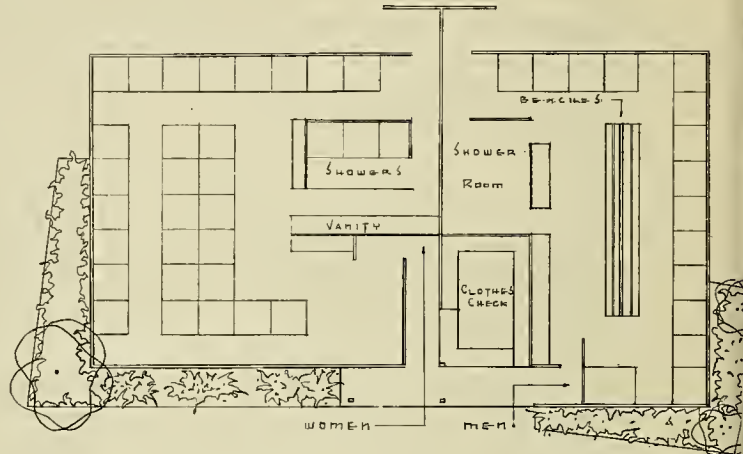 BENCHES
SHOWERS
SHOWER
ROOM
VANITY
CLOTHES
CHECK
WOMEN
MEN